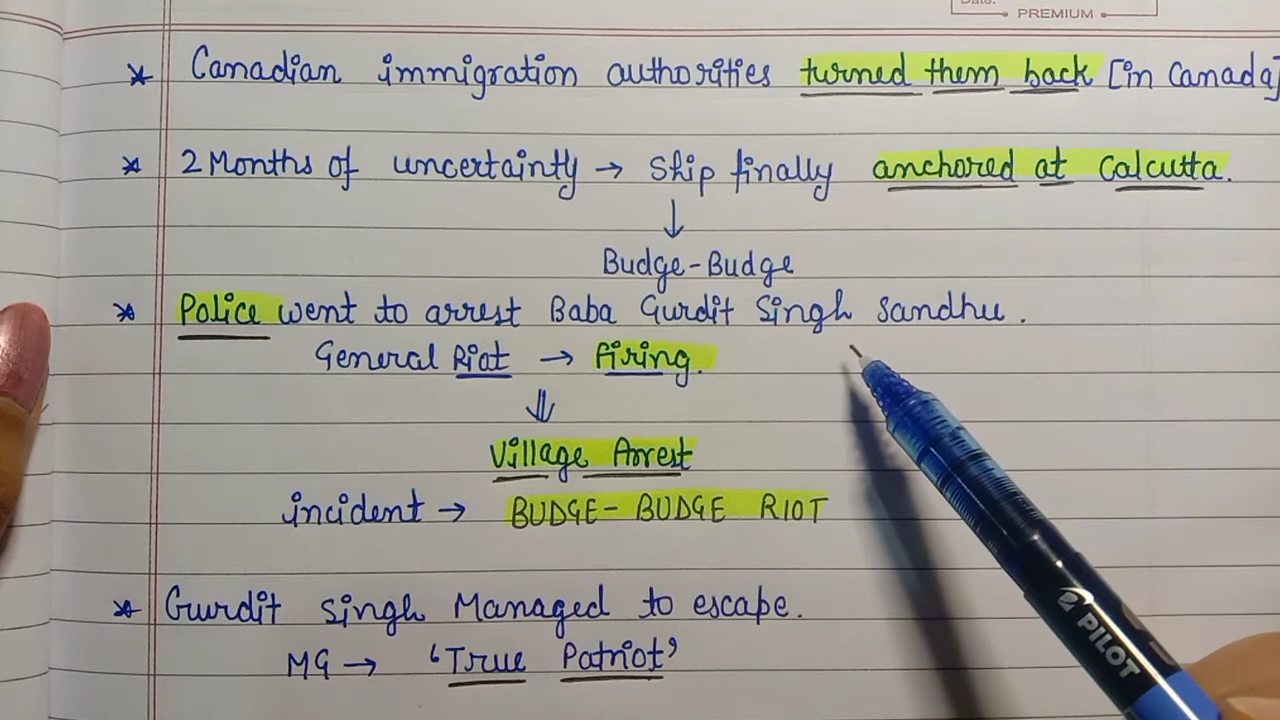 Date:
PREMIUM
* Canadian immigration authorities turned them back [in Canada]
* 2 Months of uncertainty → Ship finally anchored at Calcutta.
↓
Budge-Budge
* Police went to arrest Baba Gurdit Singh Sandhu.
General Riot → firing.
⇓
Village Arrest
incident → BUDGE-BUDGE RIOT
* Gurdit Singh Managed to escape.
MG → 'True Patriot'
PILOT